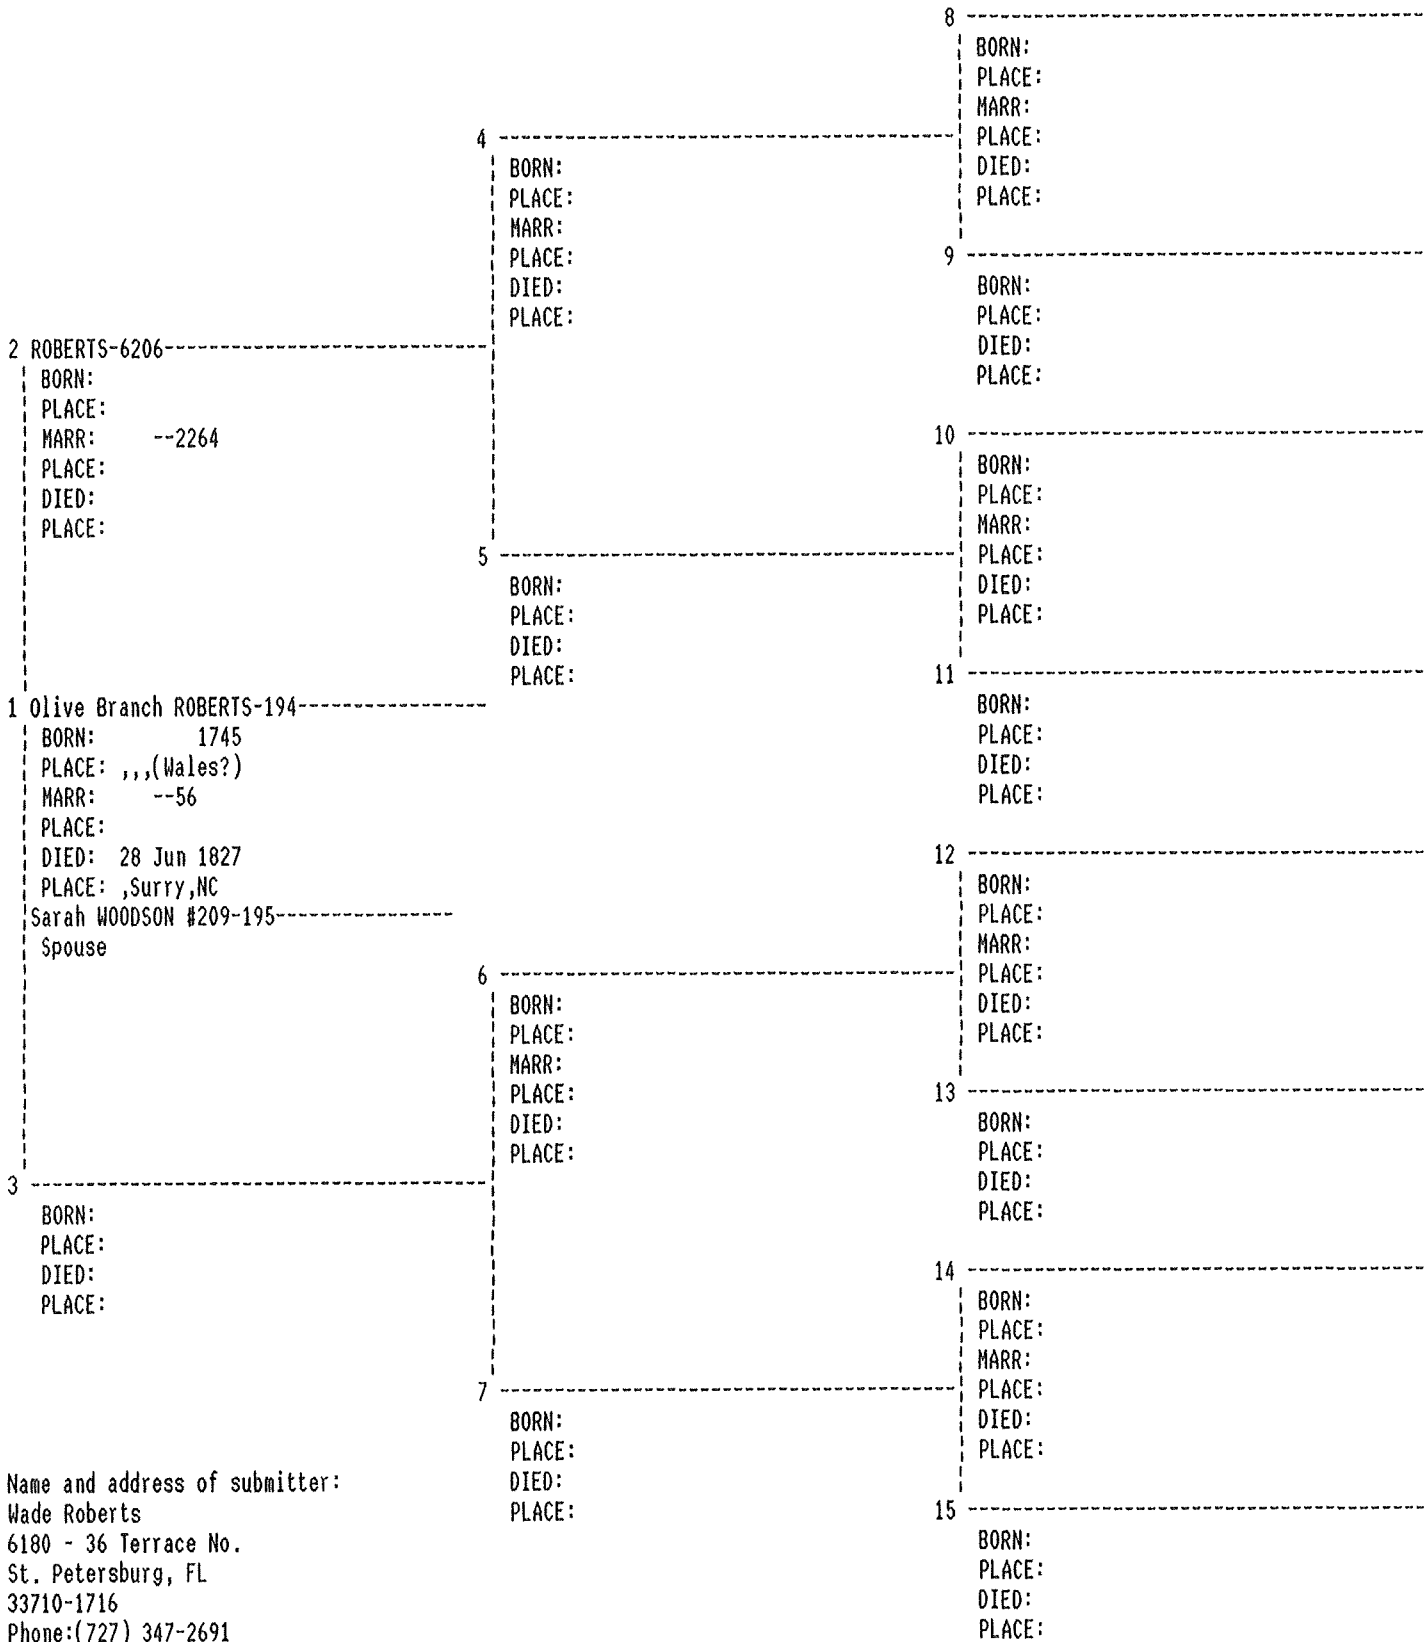 8
BORN:
PLACE:
MARR:
PLACE:
DIED:
PLACE:
4
BORN:
PLACE:
MARR:
PLACE:
DIED:
PLACE:
9
BORN:
PLACE:
DIED:
PLACE:
2 ROBERTS-6206
BORN:
PLACE:
MARR: --2264
PLACE:
DIED:
PLACE:
10
BORN:
PLACE:
MARR:
PLACE:
DIED:
PLACE:
5
BORN:
PLACE:
DIED:
PLACE:
11
BORN:
PLACE:
DIED:
PLACE:
1 Olive Branch ROBERTS-194
BORN: 1745
PLACE: ,,,(Wales?)
MARR: --56
PLACE:
DIED: 28 Jun 1827
PLACE: ,Surry,NC
Sarah WOODSON #209-195
Spouse
12
BORN:
PLACE:
MARR:
PLACE:
DIED:
PLACE:
6
BORN:
PLACE:
MARR:
PLACE:
DIED:
PLACE:
13
BORN:
PLACE:
DIED:
PLACE:
3
BORN:
PLACE:
DIED:
PLACE:
14
BORN:
PLACE:
MARR:
PLACE:
DIED:
PLACE:
7
BORN:
PLACE:
DIED:
PLACE:
15
BORN:
PLACE:
DIED:
PLACE:
Name and address of submitter:
Wade Roberts
6180 - 36 Terrace No.
St. Petersburg, FL
33710-1716
Phone:(727) 347-2691